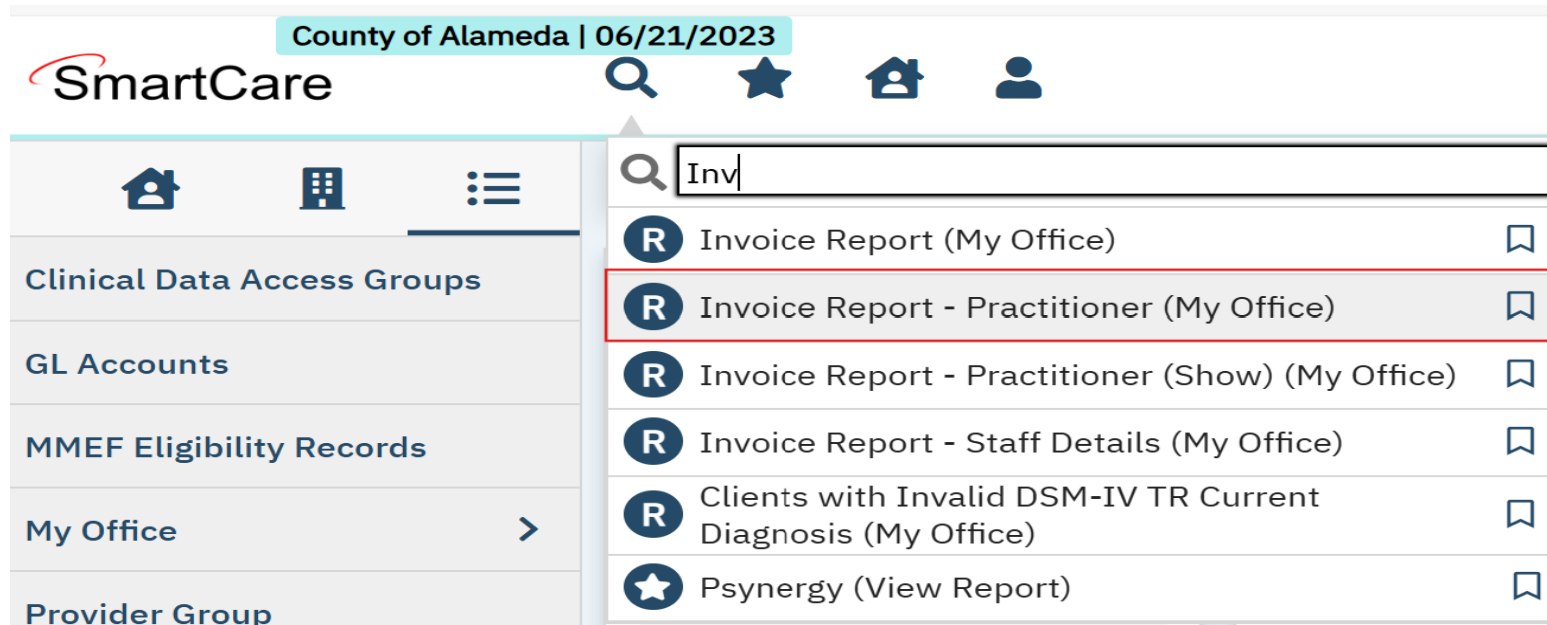 County of Alameda | 06/21/2023
SmartCare
Inv
Clinical Data Access Groups
GL Accounts
MMEF Eligibility Records
My Office
Provider Group
R Invoice Report (My Office)
R Invoice Report - Practitioner (My Office)
R Invoice Report - Practitioner (Show) (My Office)
R Invoice Report - Staff Details (My Office)
R Clients with Invalid DSM-IV TR Current
Diagnosis (My Office)
Psynergy (View Report)